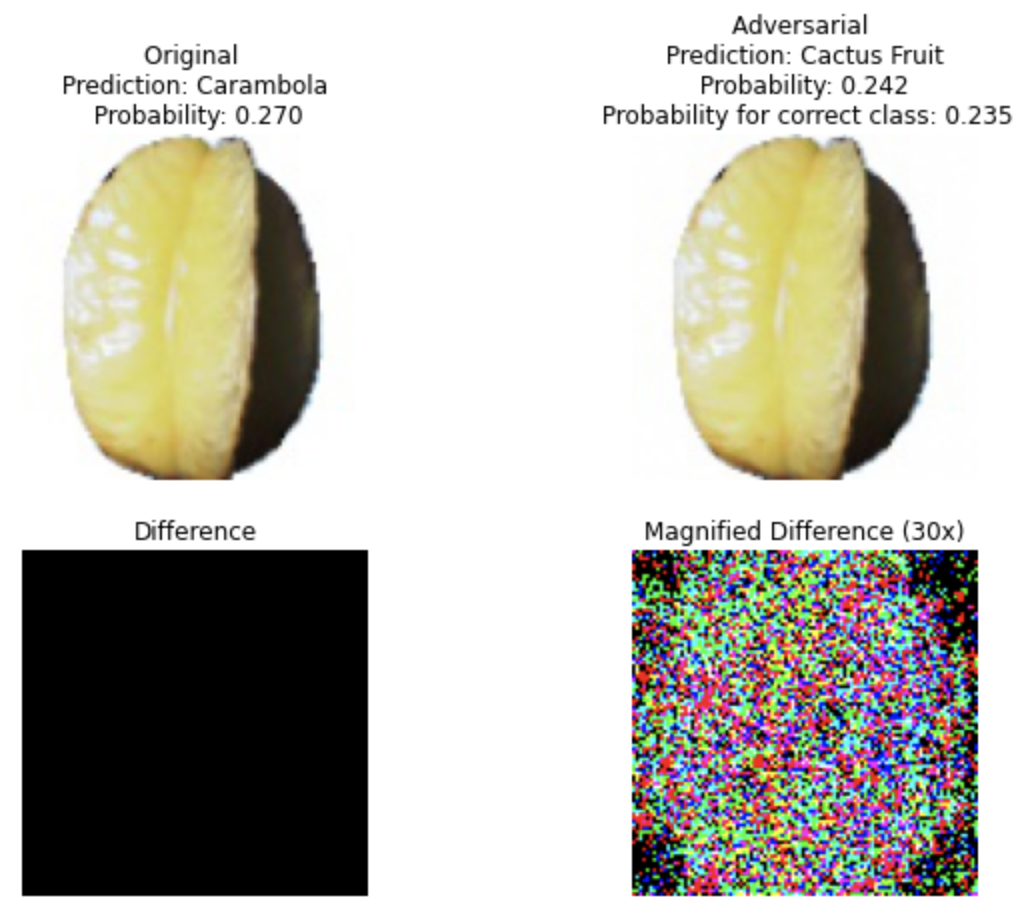 Original
Prediction: Carambola
Probability: 0.270
Adversarial
Prediction: Cactus Fruit
Probability: 0.242
Probability for correct class: 0.235
Difference
Magnified Difference (30x)